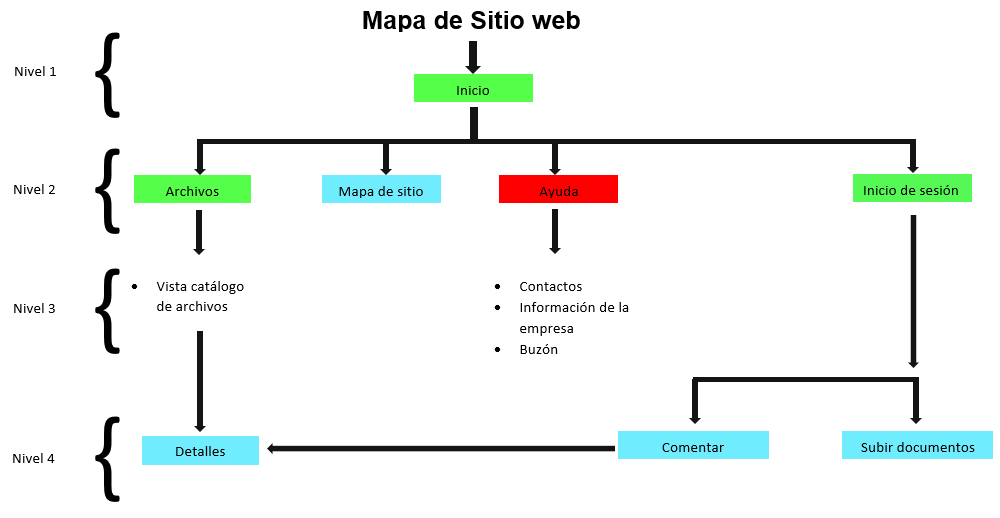 Mapa de Sitio web
Nivel 1
Inicio
Nivel 2
Archivos
Mapa de sitio
Ayuda
Inicio de sesión
Nivel 3
• Vista catálogo
de archivos
• Contactos
• Información de la
empresa
• Buzón
Nivel 4
Detalles
Comentar
Subir documentos